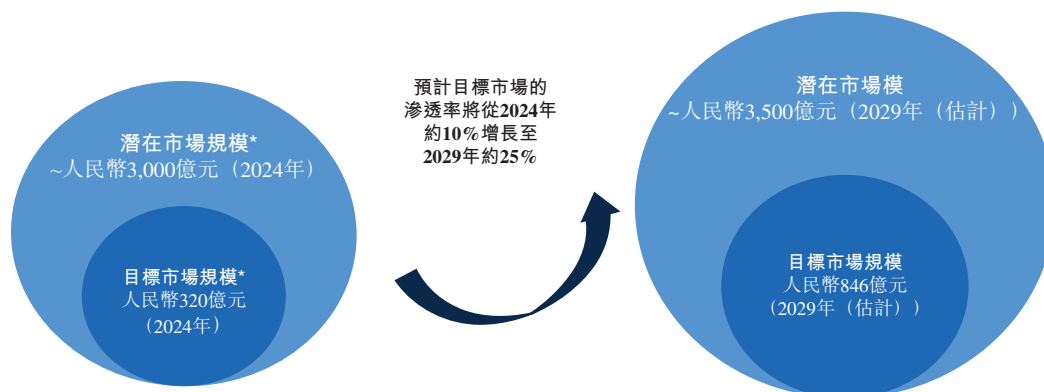 潛在市場規模*
~人民幣3,000億元（2024年）
目標市場規模*
人民幣320億元
（2024年）
預計目標市場的
滲透率將從2024年
約10%增長至
2029年約25%
潛在市場模
~人民幣3,500億元（2029年（估計））
目標市場規模
人民幣846億元
(2029年（估計））